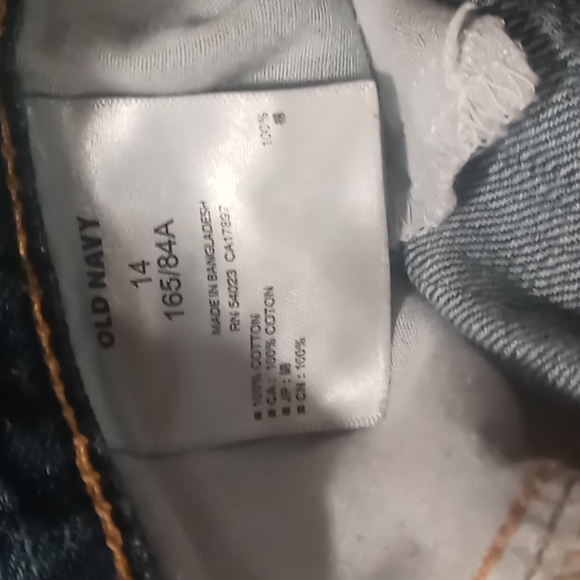 OLD NAVY
14
165/84A
MADE IN BANGLADESH
RN 54023 CA17897
■ 100% COTTON
■ CA: 100% COTON
■ JP: 綿 100%
■ CN: 100% 棉